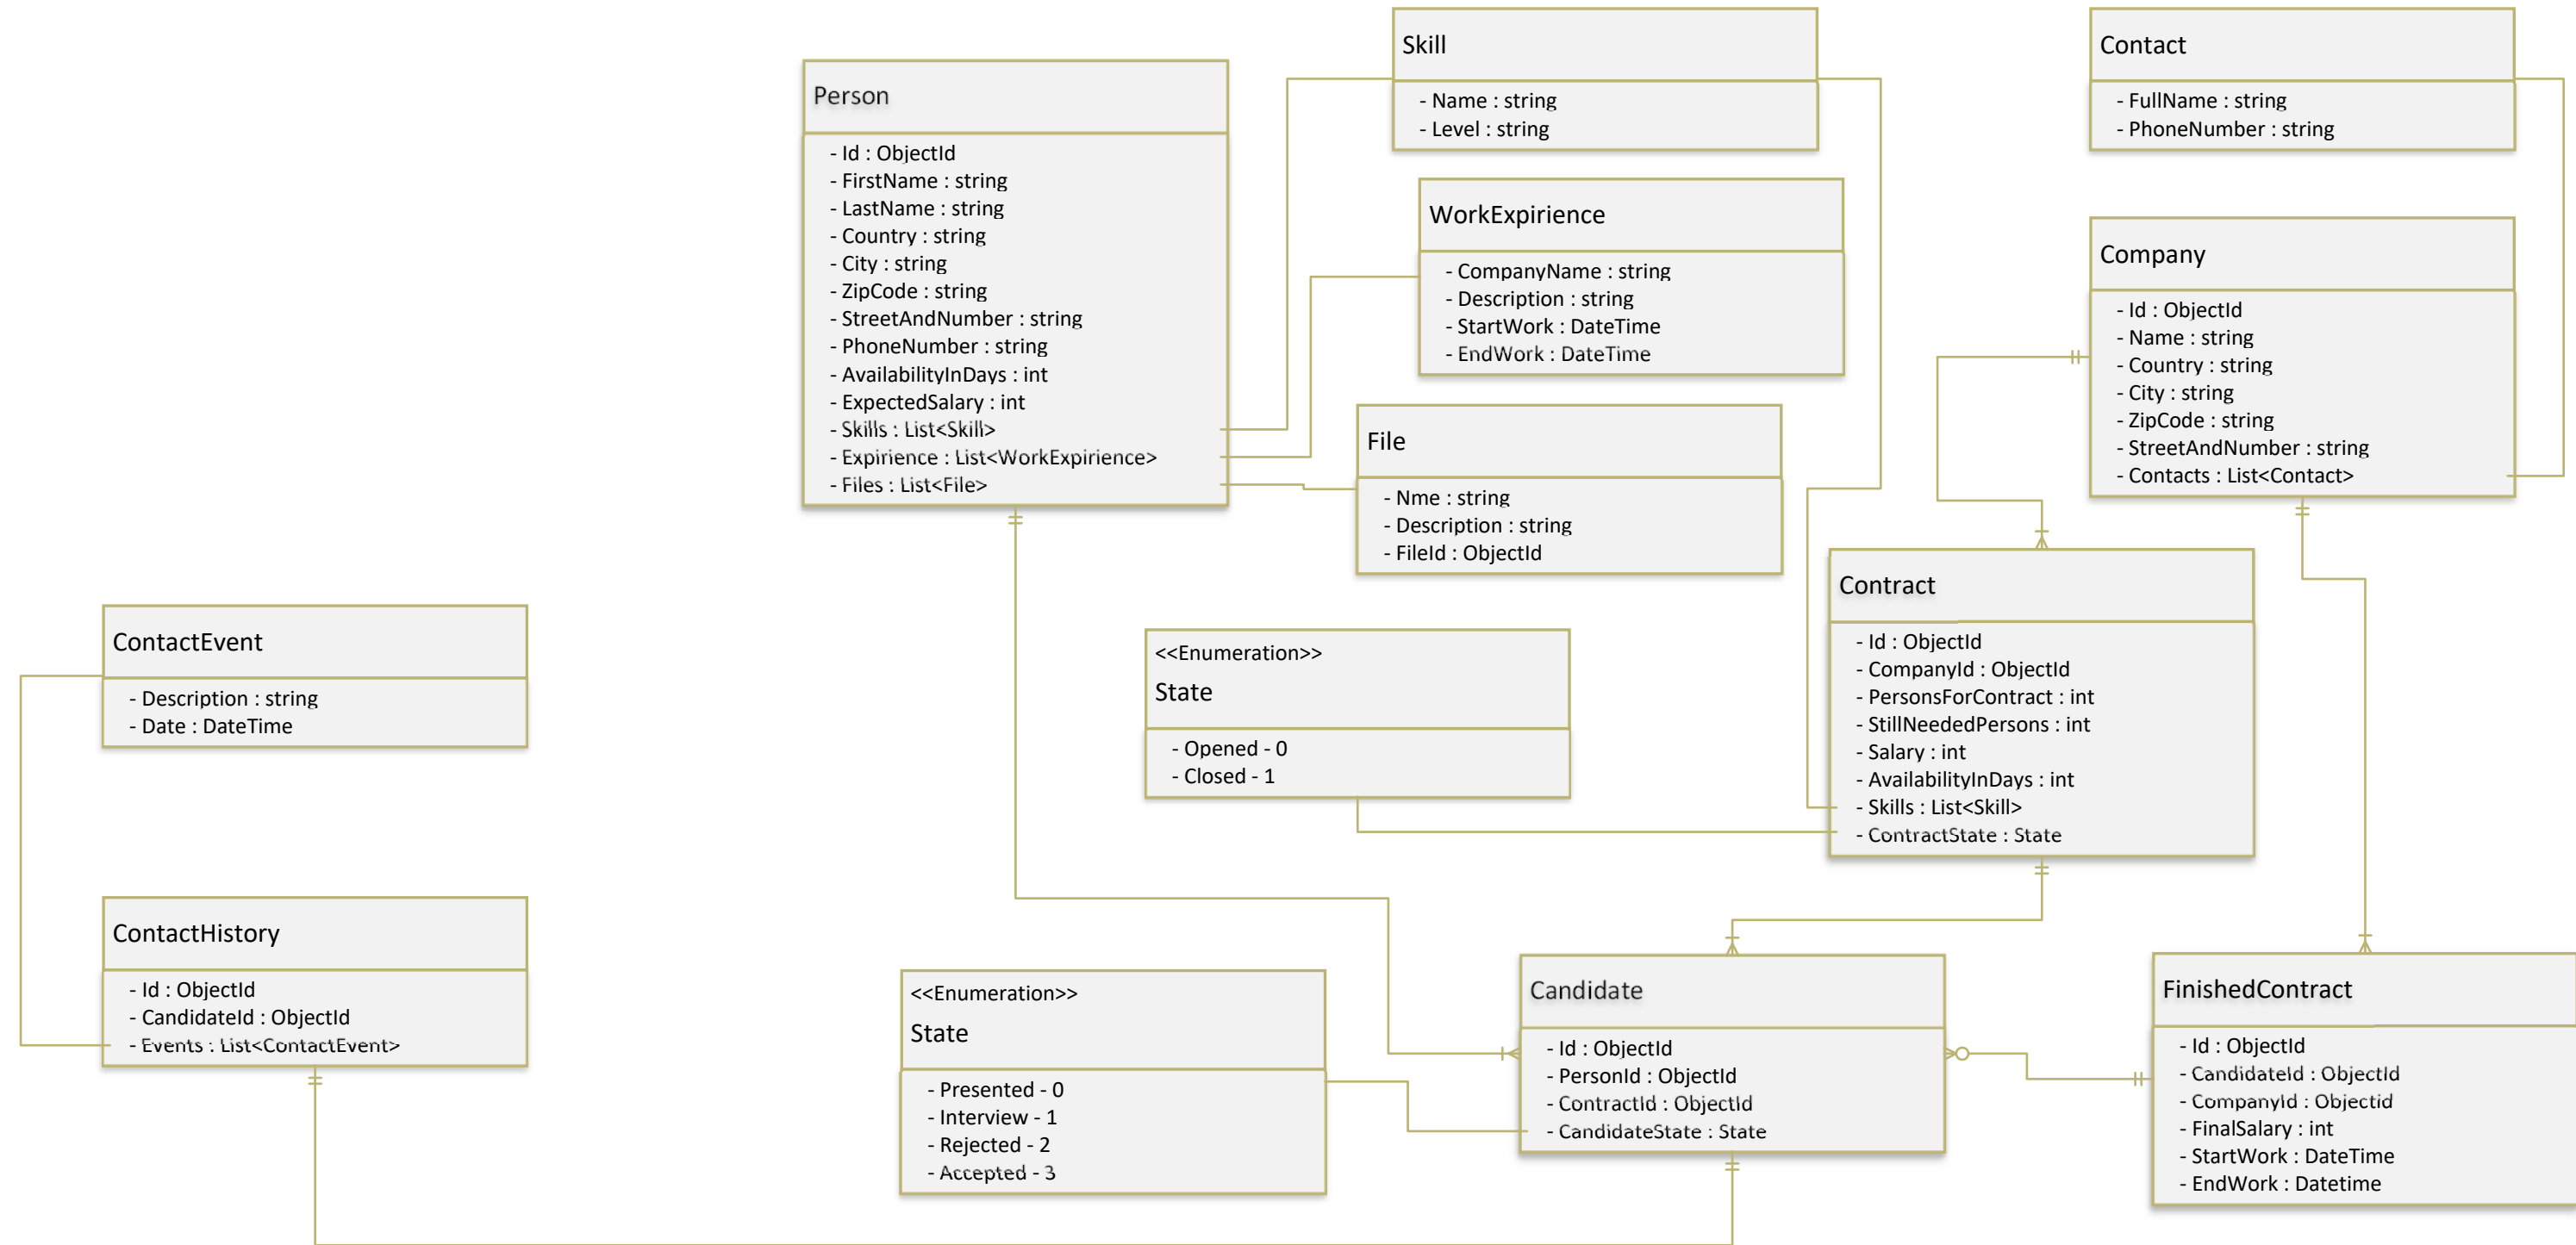 Person
- Id : ObjectId
- FirstName : string
- LastName : string
- Country : string
- City : string
- ZipCode : string
- StreetAndNumber : string
- PhoneNumber : string
- AvailabilityInDays : int
- ExpectedSalary : int
- Skills : List<Skill>
- Expirience : List<WorkExpirience>
- Files : List<File>
Skill
- Name : string
- Level : string
WorkExpirience
- CompanyName : string
- Description : string
- StartWork : DateTime
- EndWork : DateTime
File
- Nme : string
- Description : string
- FileId : ObjectId
Contact
- FullName : string
- PhoneNumber : string
Company
- Id : ObjectId
- Name : string
- Country : string
- City : string
- ZipCode : string
- StreetAndNumber : string
- Contacts : List<Contact>
Contract
- Id : ObjectId
- CompanyId : ObjectId
- PersonsForContract : int
- StillNeededPersons : int
- Salary : int
- AvailabilityInDays : int
- Skills : List<Skill>
- ContractState : State
<<Enumeration>>
State
- Opened - 0
- Closed - 1
ContactEvent
- Description : string
- Date : DateTime
ContactHistory
- Id : ObjectId
- CandidateId : ObjectId
- Events : List<ContactEvent>
<<Enumeration>>
State
- Presented - 0
- Interview - 1
- Rejected - 2
- Accepted - 3
Candidate
- Id : ObjectId
- PersonId : ObjectId
- ContractId : ObjectId
- CandidateState : State
FinishedContract
- Id : ObjectId
- CandidateId : ObjectId
- CompanyId : Objectid
- FinalSalary : int
- StartWork : DateTime
- EndWork : Datetime